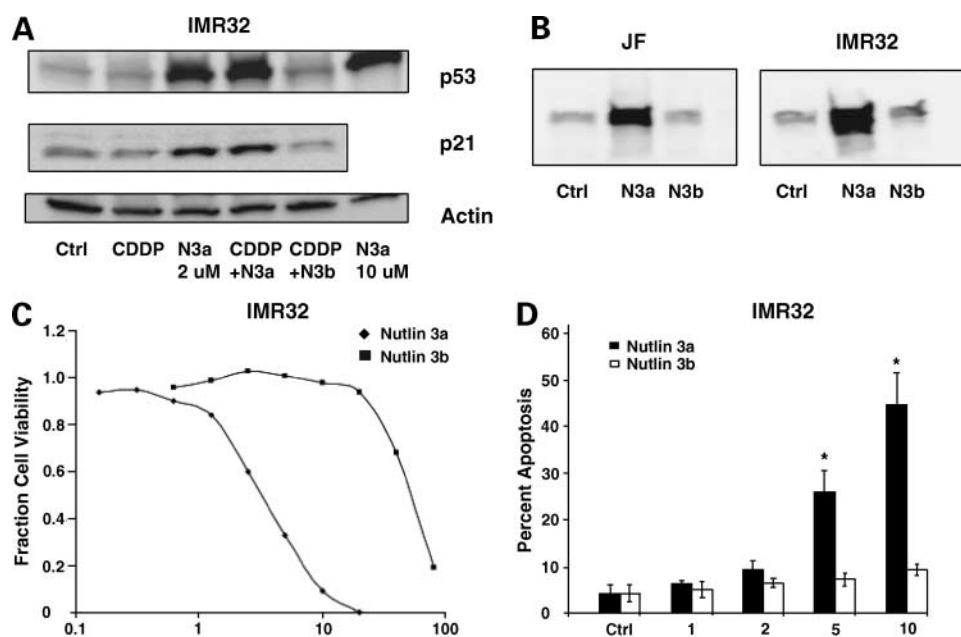 A
IMR32
p53
p21
Actin
Ctrl CDDP N3a CDDP CDDP N3a
2 uM +N3a +N3b 10 uM
B
JF IMR32
Ctrl N3a N3b Ctrl N3a N3b
C
IMR32
Nutlin 3a
Nutlin 3b
Fraction Cell Viability
1.2
1.0
0.8
0.6
0.4
0.2
0
0.1 1 10 100
D
IMR32
Nutlin 3a
Nutlin 3b
Percent Apoptosis
60
50
40
30
20
10
0
* *
Ctrl 1 2 5 10